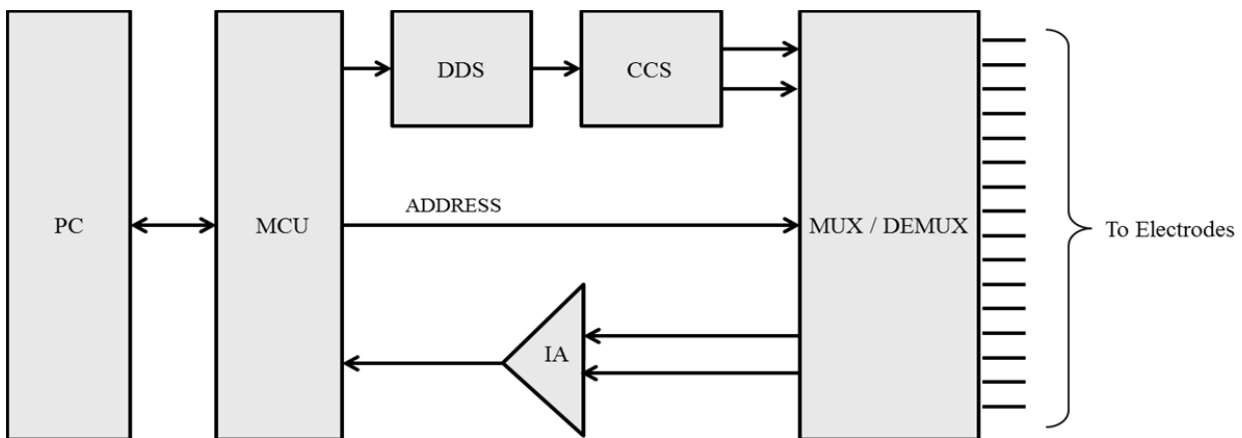 DDS
CCS
ADDRESS
PC
MCU
MUX / DEMUX
To Electrodes
IA